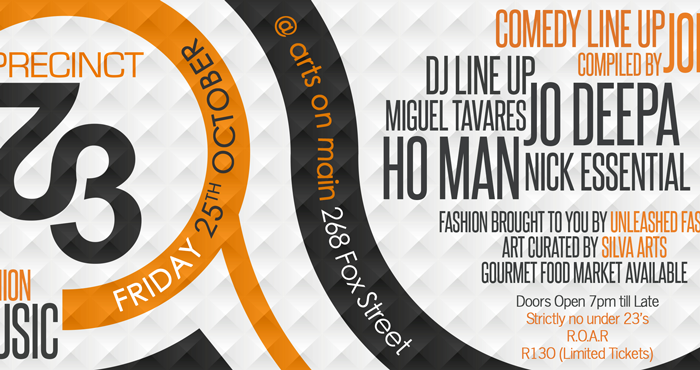 PRECINCT
23
FRIDAY 25TH OCTOBER
@ arts on main 268 Fox Street
COMEDY LINE UP
COMPILED BY
DJ LINE UP
MIGUEL TAVARES
JO DEEPA
HO MAN
NICK ESSENTIAL
FASHION BROUGHT TO YOU BY UNLEASHED FAS
ART CURATED BY SILVA ARTS
GOURMET FOOD MARKET AVAILABLE
Doors Open 7pm till Late
Strictly no under 23's
R.O.A.R
R130 (Limited Tickets)